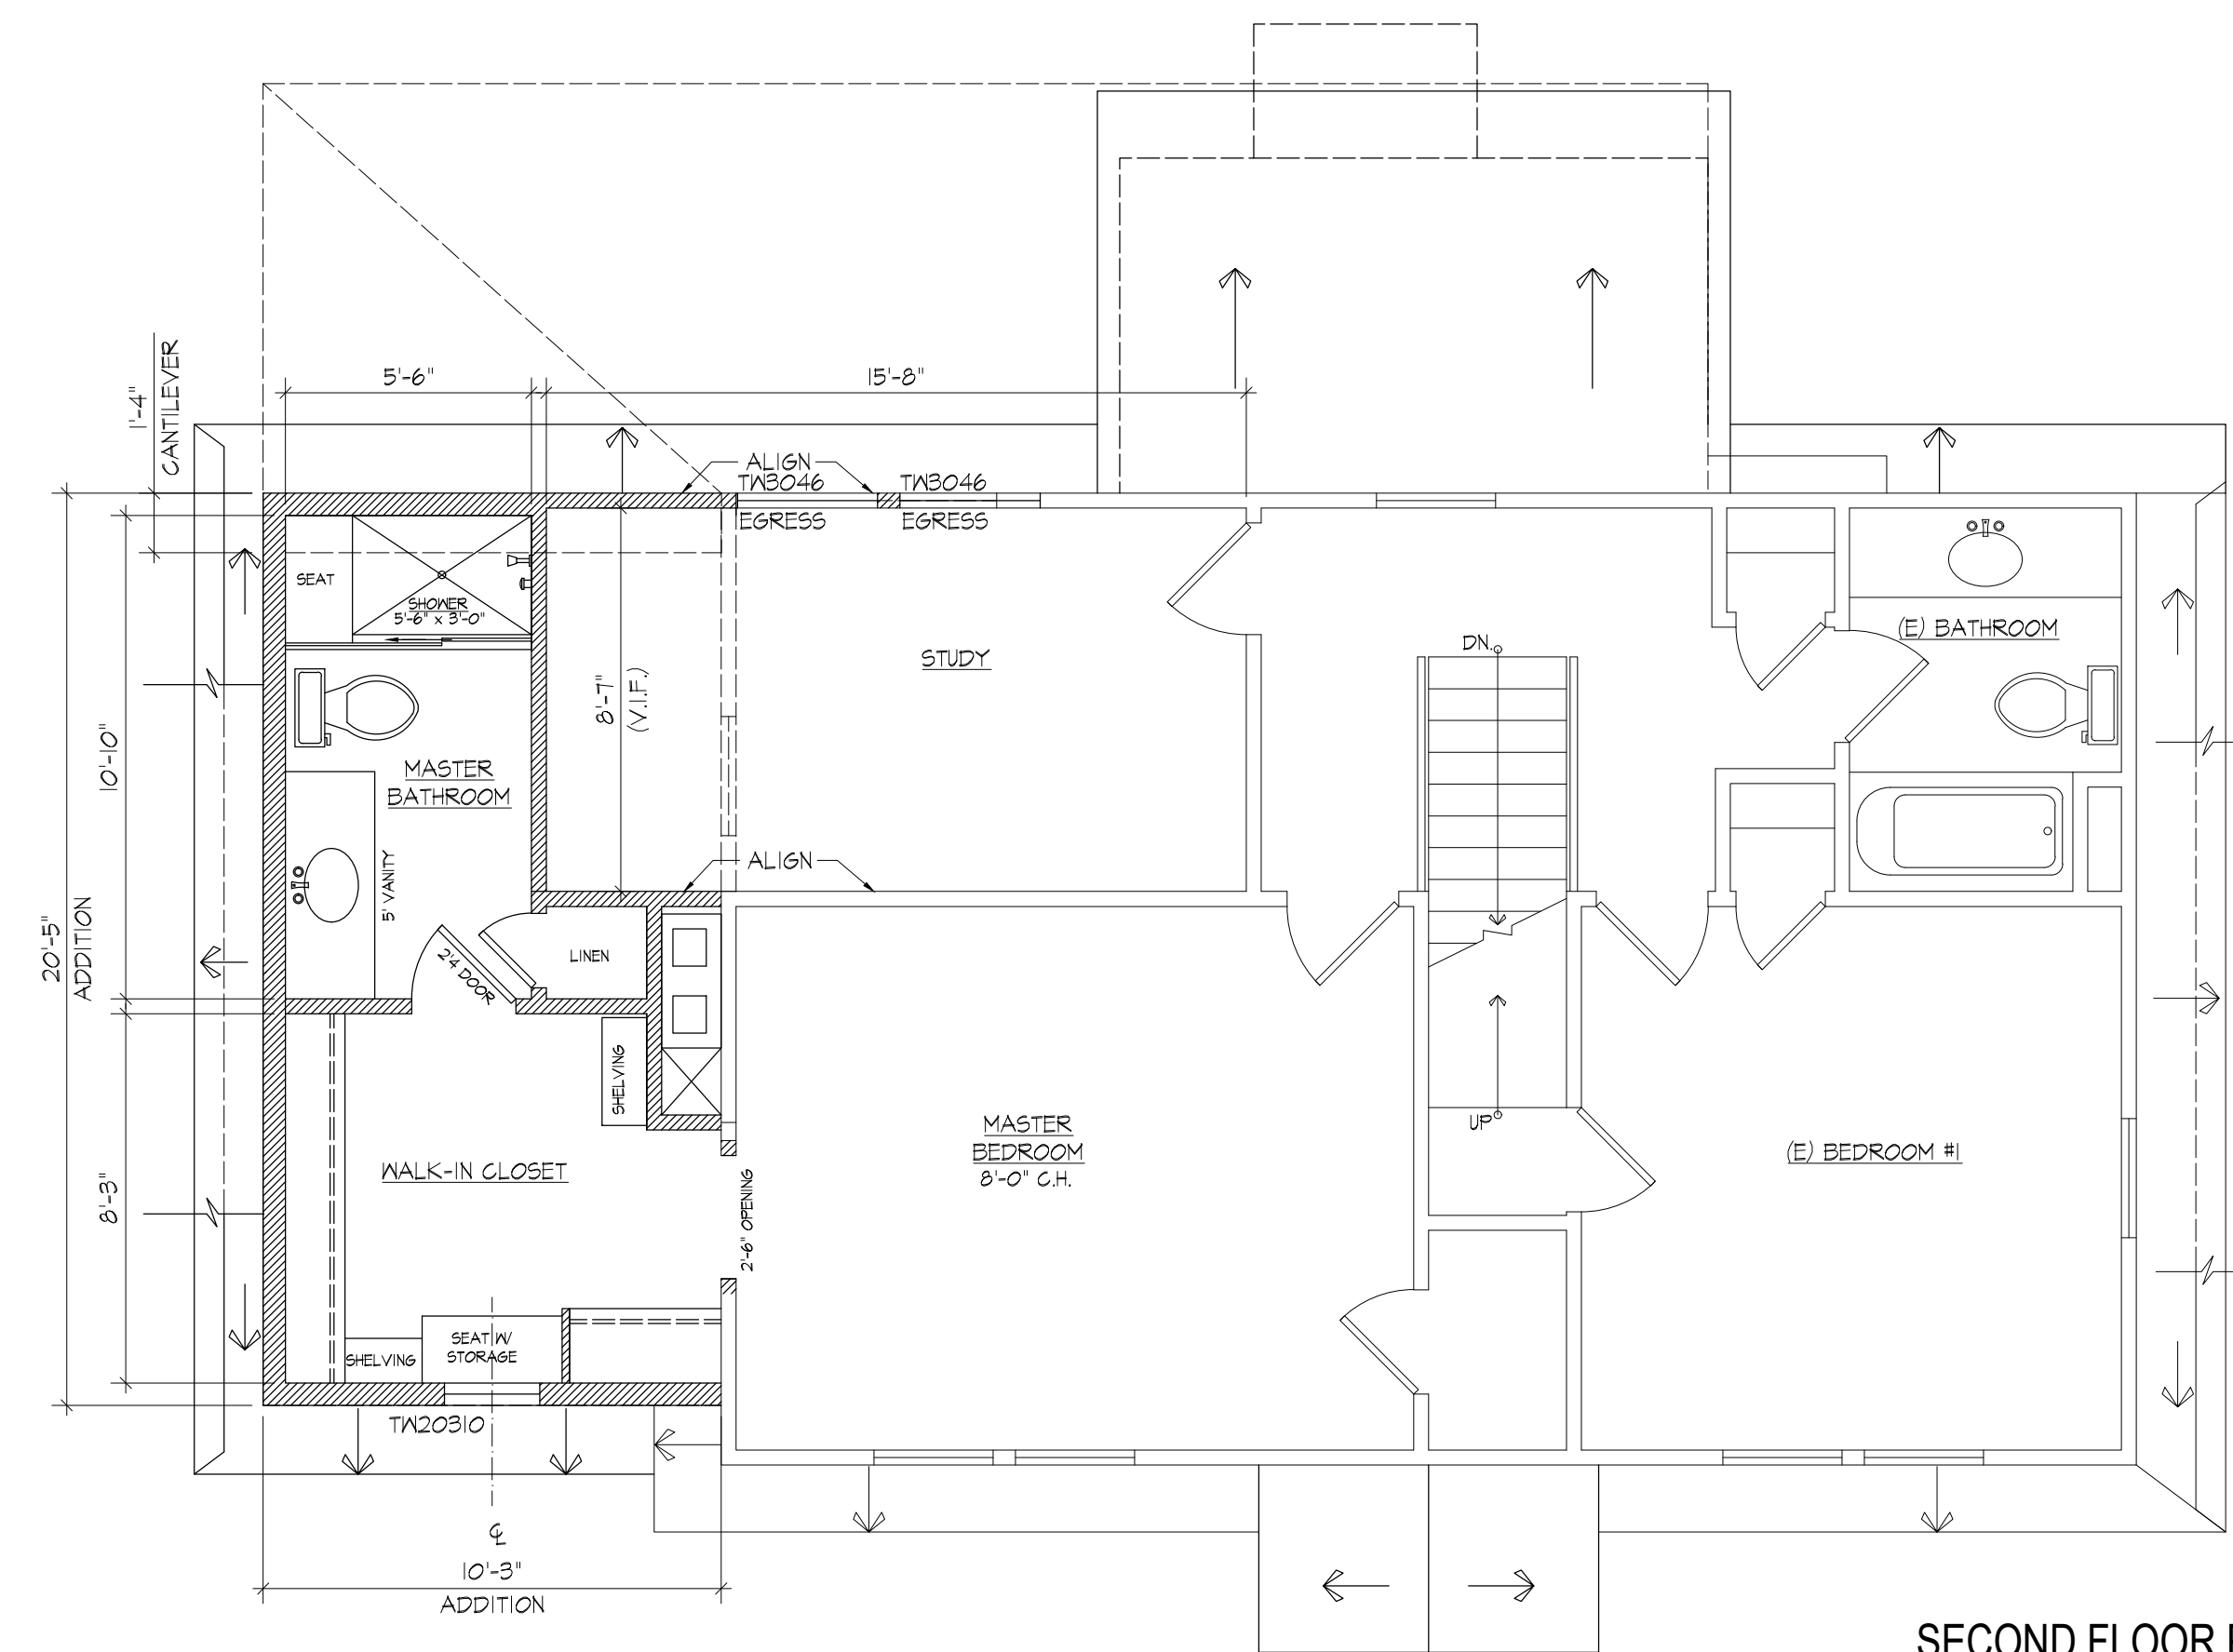 1'-4"
CANTILEVER
5'-6"
15'-8"
ALIGN
TW3046
TW3046
EGRESS
EGRESS
SEAT
SHOWER
5'-6" x 3'-0"
DN.
(E) BATHROOM
STUDY
8'-7"
(V.I.F.)
10'-10"
MASTER
BATHROOM
5' VANITY
ALIGN
20'-5"
ADDITION
2'4 DOOR
LINEN
SHELVING
UP
MASTER
BEDROOM
8'-0" C.H.
(E) BEDROOM #1
WALK-IN CLOSET
8'-3"
2'-6" OPENING
SEAT W/
STORAGE
SHELVING
TW20310
℄
10'-3"
ADDITION
SECOND FLOOR